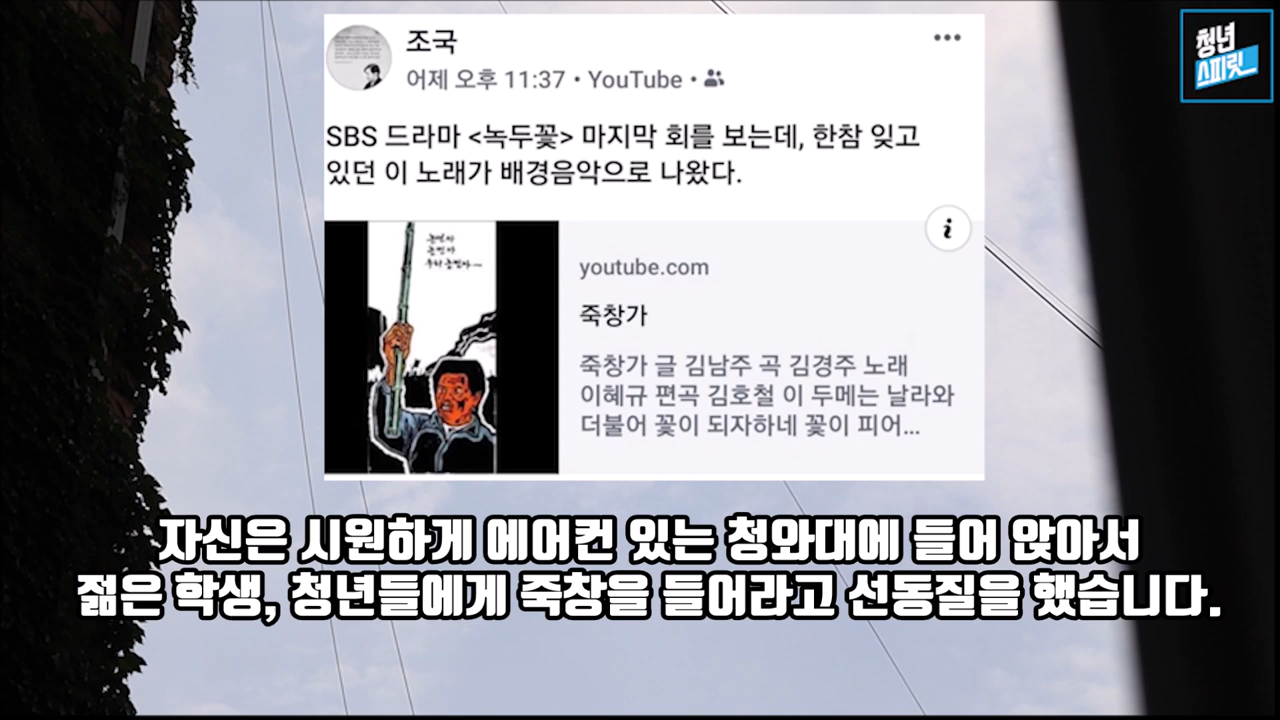 청년
스피릿
조국
어제 오후 11:37 • YouTube •
SBS 드라마 <녹두꽃> 마지막 회를 보는데, 한참 잊고
있던 이 노래가 배경음악으로 나왔다.
youtube.com
죽창가
죽창가 글 김남주 곡 김경주 노래
이혜규 편곡 김호철 이 두메는 날라와
더불어 꽃이 되자하네 꽃이 피어...
자신은 시원하게 에어컨 있는 청와대에 들어 앉아서
젊은 학생, 청년들에게 죽창을 들어라고 선동질을 했습니다.